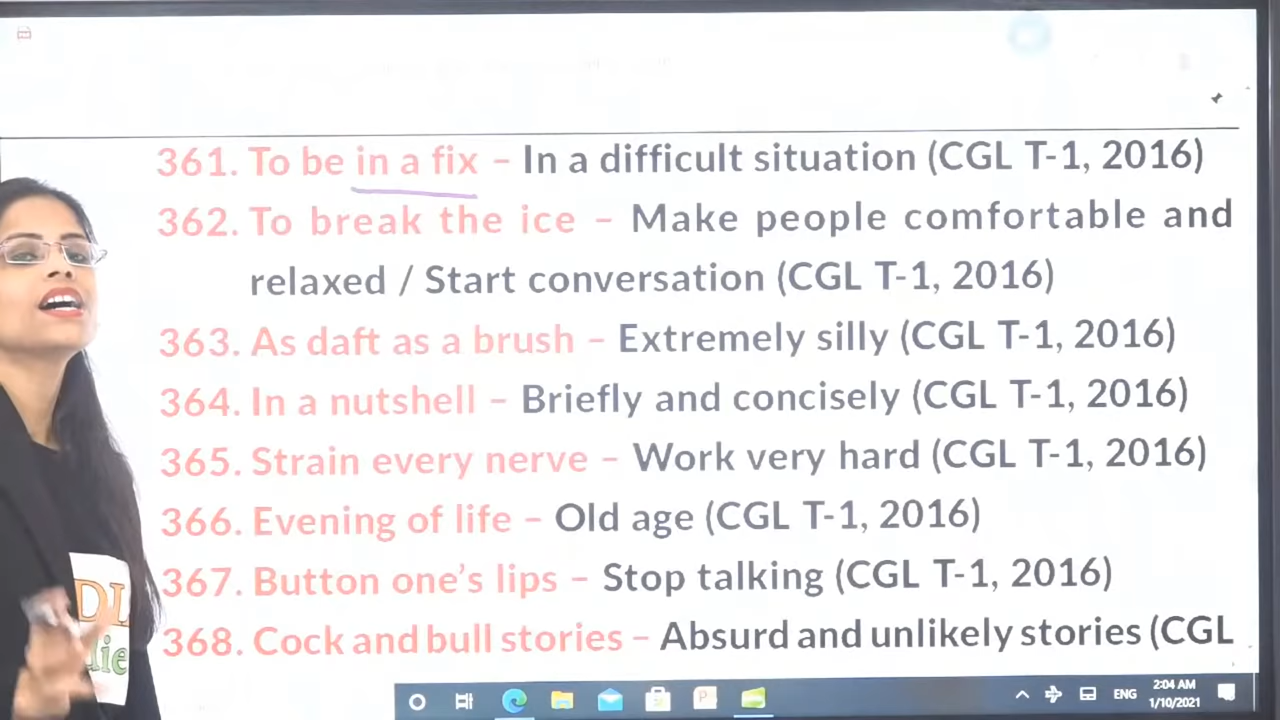 361. To be in a fix – In a difficult situation (CGL T-1, 2016)
362. To break the ice – Make people comfortable and
relaxed / Start conversation (CGL T-1, 2016)
363. As daft as a brush – Extremely silly (CGL T-1, 2016)
364. In a nutshell – Briefly and concisely (CGL T-1, 2016)
365. Strain every nerve – Work very hard (CGL T-1, 2016)
366. Evening of life – Old age (CGL T-1, 2016)
367. Button one's lips – Stop talking (CGL T-1, 2016)
368. Cock and bull stories – Absurd and unlikely stories (CGL
ENG
2:04 AM
1/10/2021